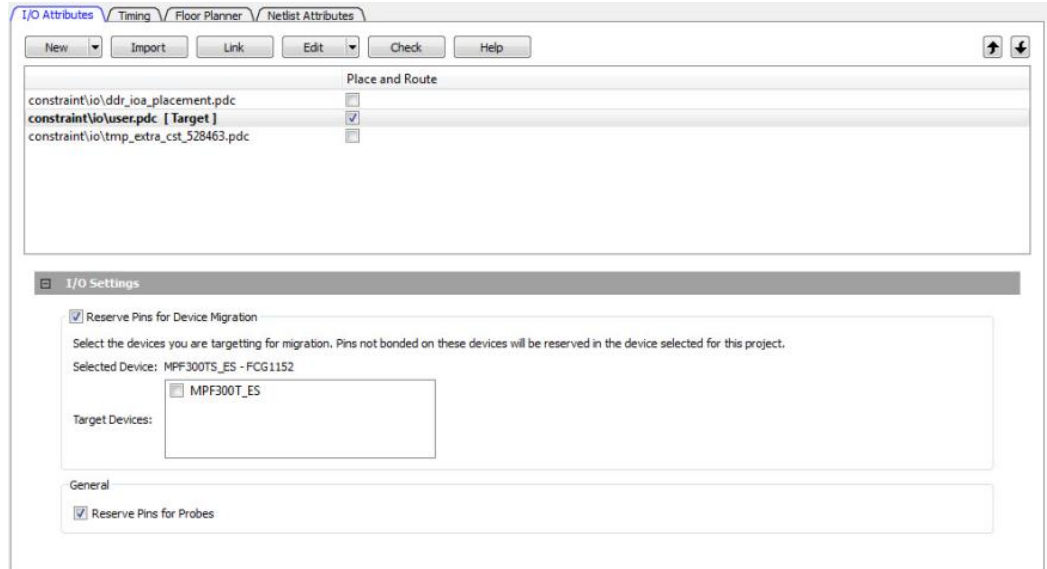 I/O Attributes Timing Floor Planner Netlist Attributes
New Import Link Edit Check Help
Place and Route
constraint\io\ddr_ioa_placement.pdc
constraint\io\user.pdc [ Target ]
constraint\io\tmp_extra_cst_528463.pdc
I/O Settings
Reserve Pins for Device Migration
Select the devices you are targetting for migration. Pins not bonded on these devices will be reserved in the device selected for this project.
Selected Device: MPF300TS_ES - FCG1152
MPF300T_ES
Target Devices:
General
Reserve Pins for Probes